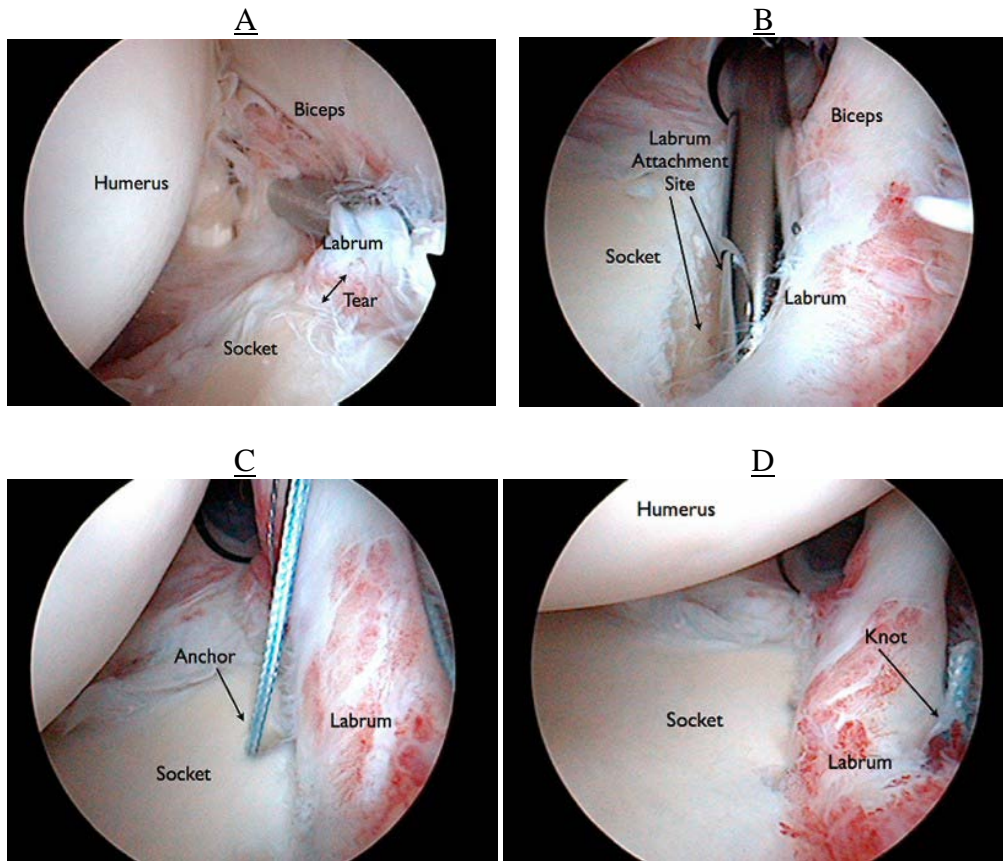 A
Biceps
Humerus
Labrum
Tear
Socket
B
Labrum
Attachment
Site
Biceps
Socket
Labrum
C
Anchor
Labrum
Socket
D
Humerus
Knot
Socket
Labrum